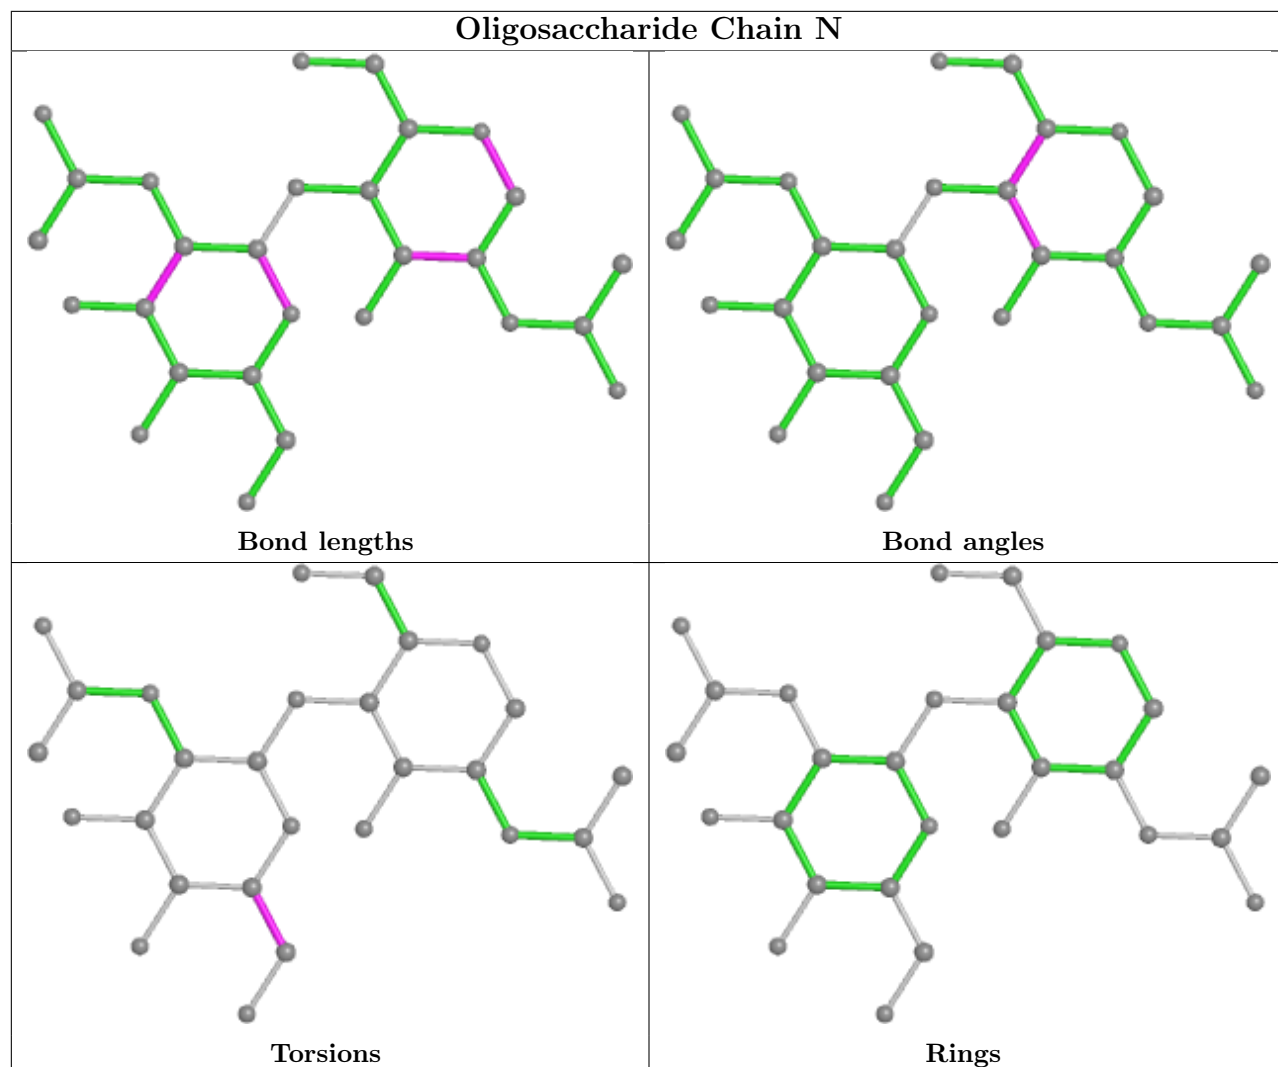 Oligosaccharide Chain N
Bond lengths
Bond angles
Torsions
Rings